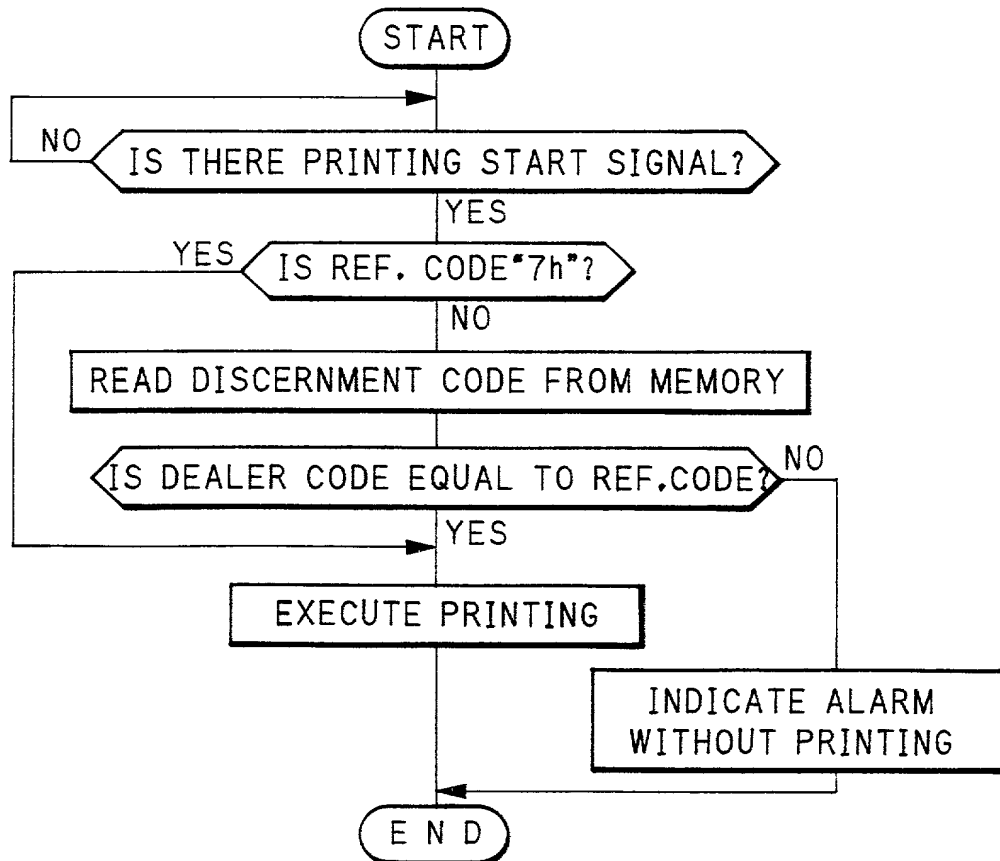 START
NO
IS THERE PRINTING START SIGNAL?
YES
YES
IS REF. CODE"7h"?
NO
READ DISCERNMENT CODE FROM MEMORY
IS DEALER CODE EQUAL TO REF.CODE?
NO
YES
EXECUTE PRINTING
INDICATE ALARM
WITHOUT PRINTING
END